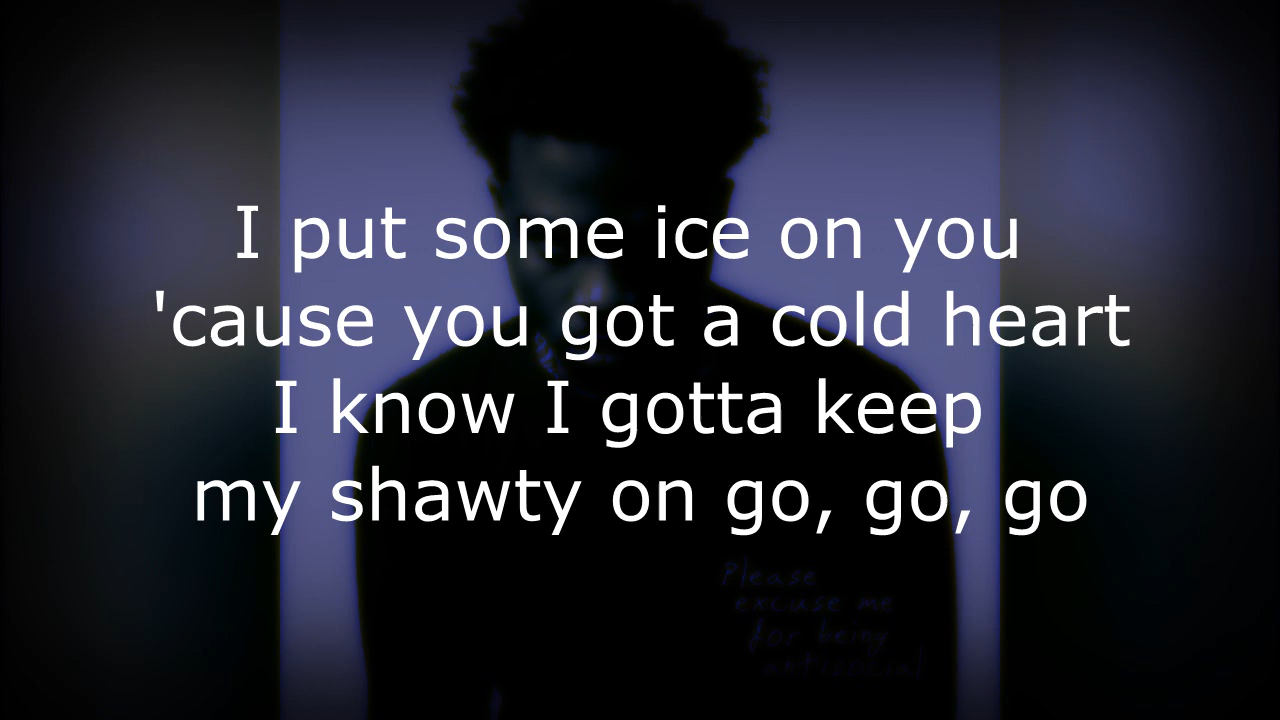 I put some ice on you
'cause you got a cold heart
I know I gotta keep
my shawty on go, go, go
Please
excuse me
for being
antisocial